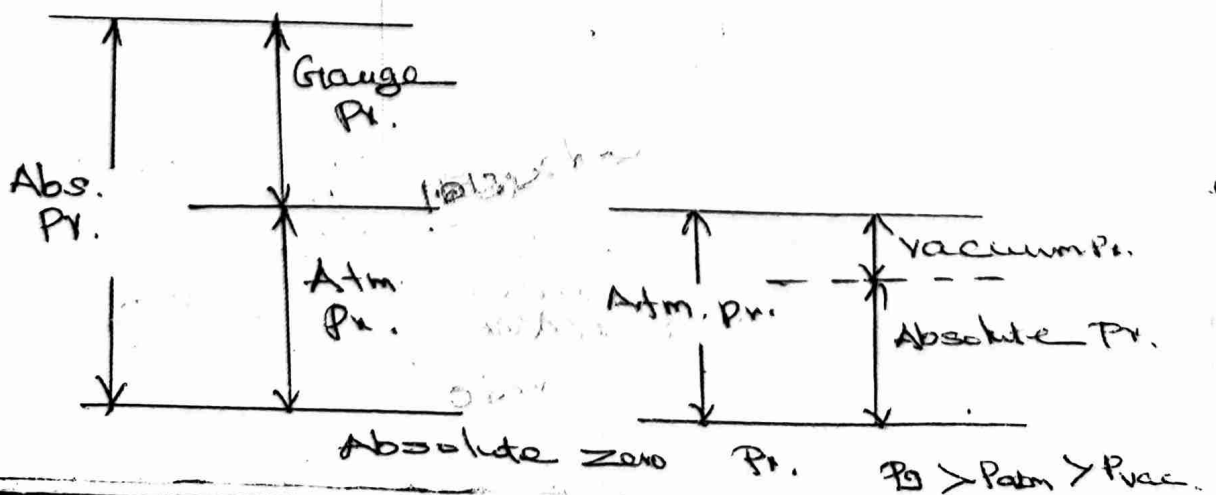 Gauge
Pr.
Abs.
Pr.
Atm
Pr.
Vacuum Pr.
Atm. pr.
Absolute Pr.
Absolute zero Pr.
Pg > Patm > Pvac.